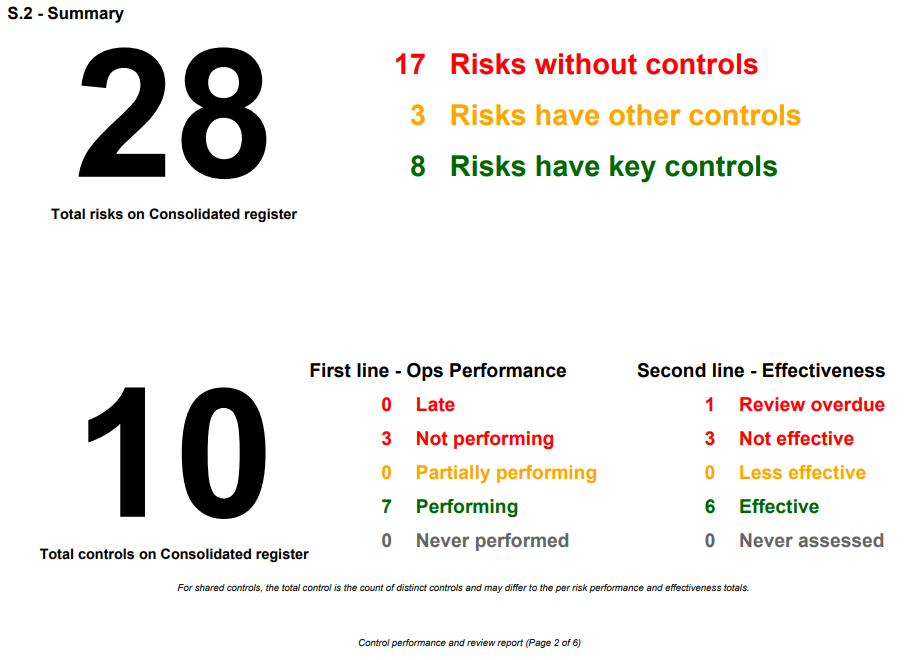 S.2 - Summary
28
Total risks on Consolidated register
17 Risks without controls
3 Risks have other controls
8 Risks have key controls
10
Total controls on Consolidated register
First line - Ops Performance
0 Late
3 Not performing
0 Partially performing
7 Performing
0 Never performed
Second line - Effectiveness
1 Review overdue
3 Not effective
0 Less effective
6 Effective
0 Never assessed
For shared controls, the total control is the count of distinct controls and may differ to the per risk performance and effectiveness totals.
Control performance and review report (Page 2 of 6)